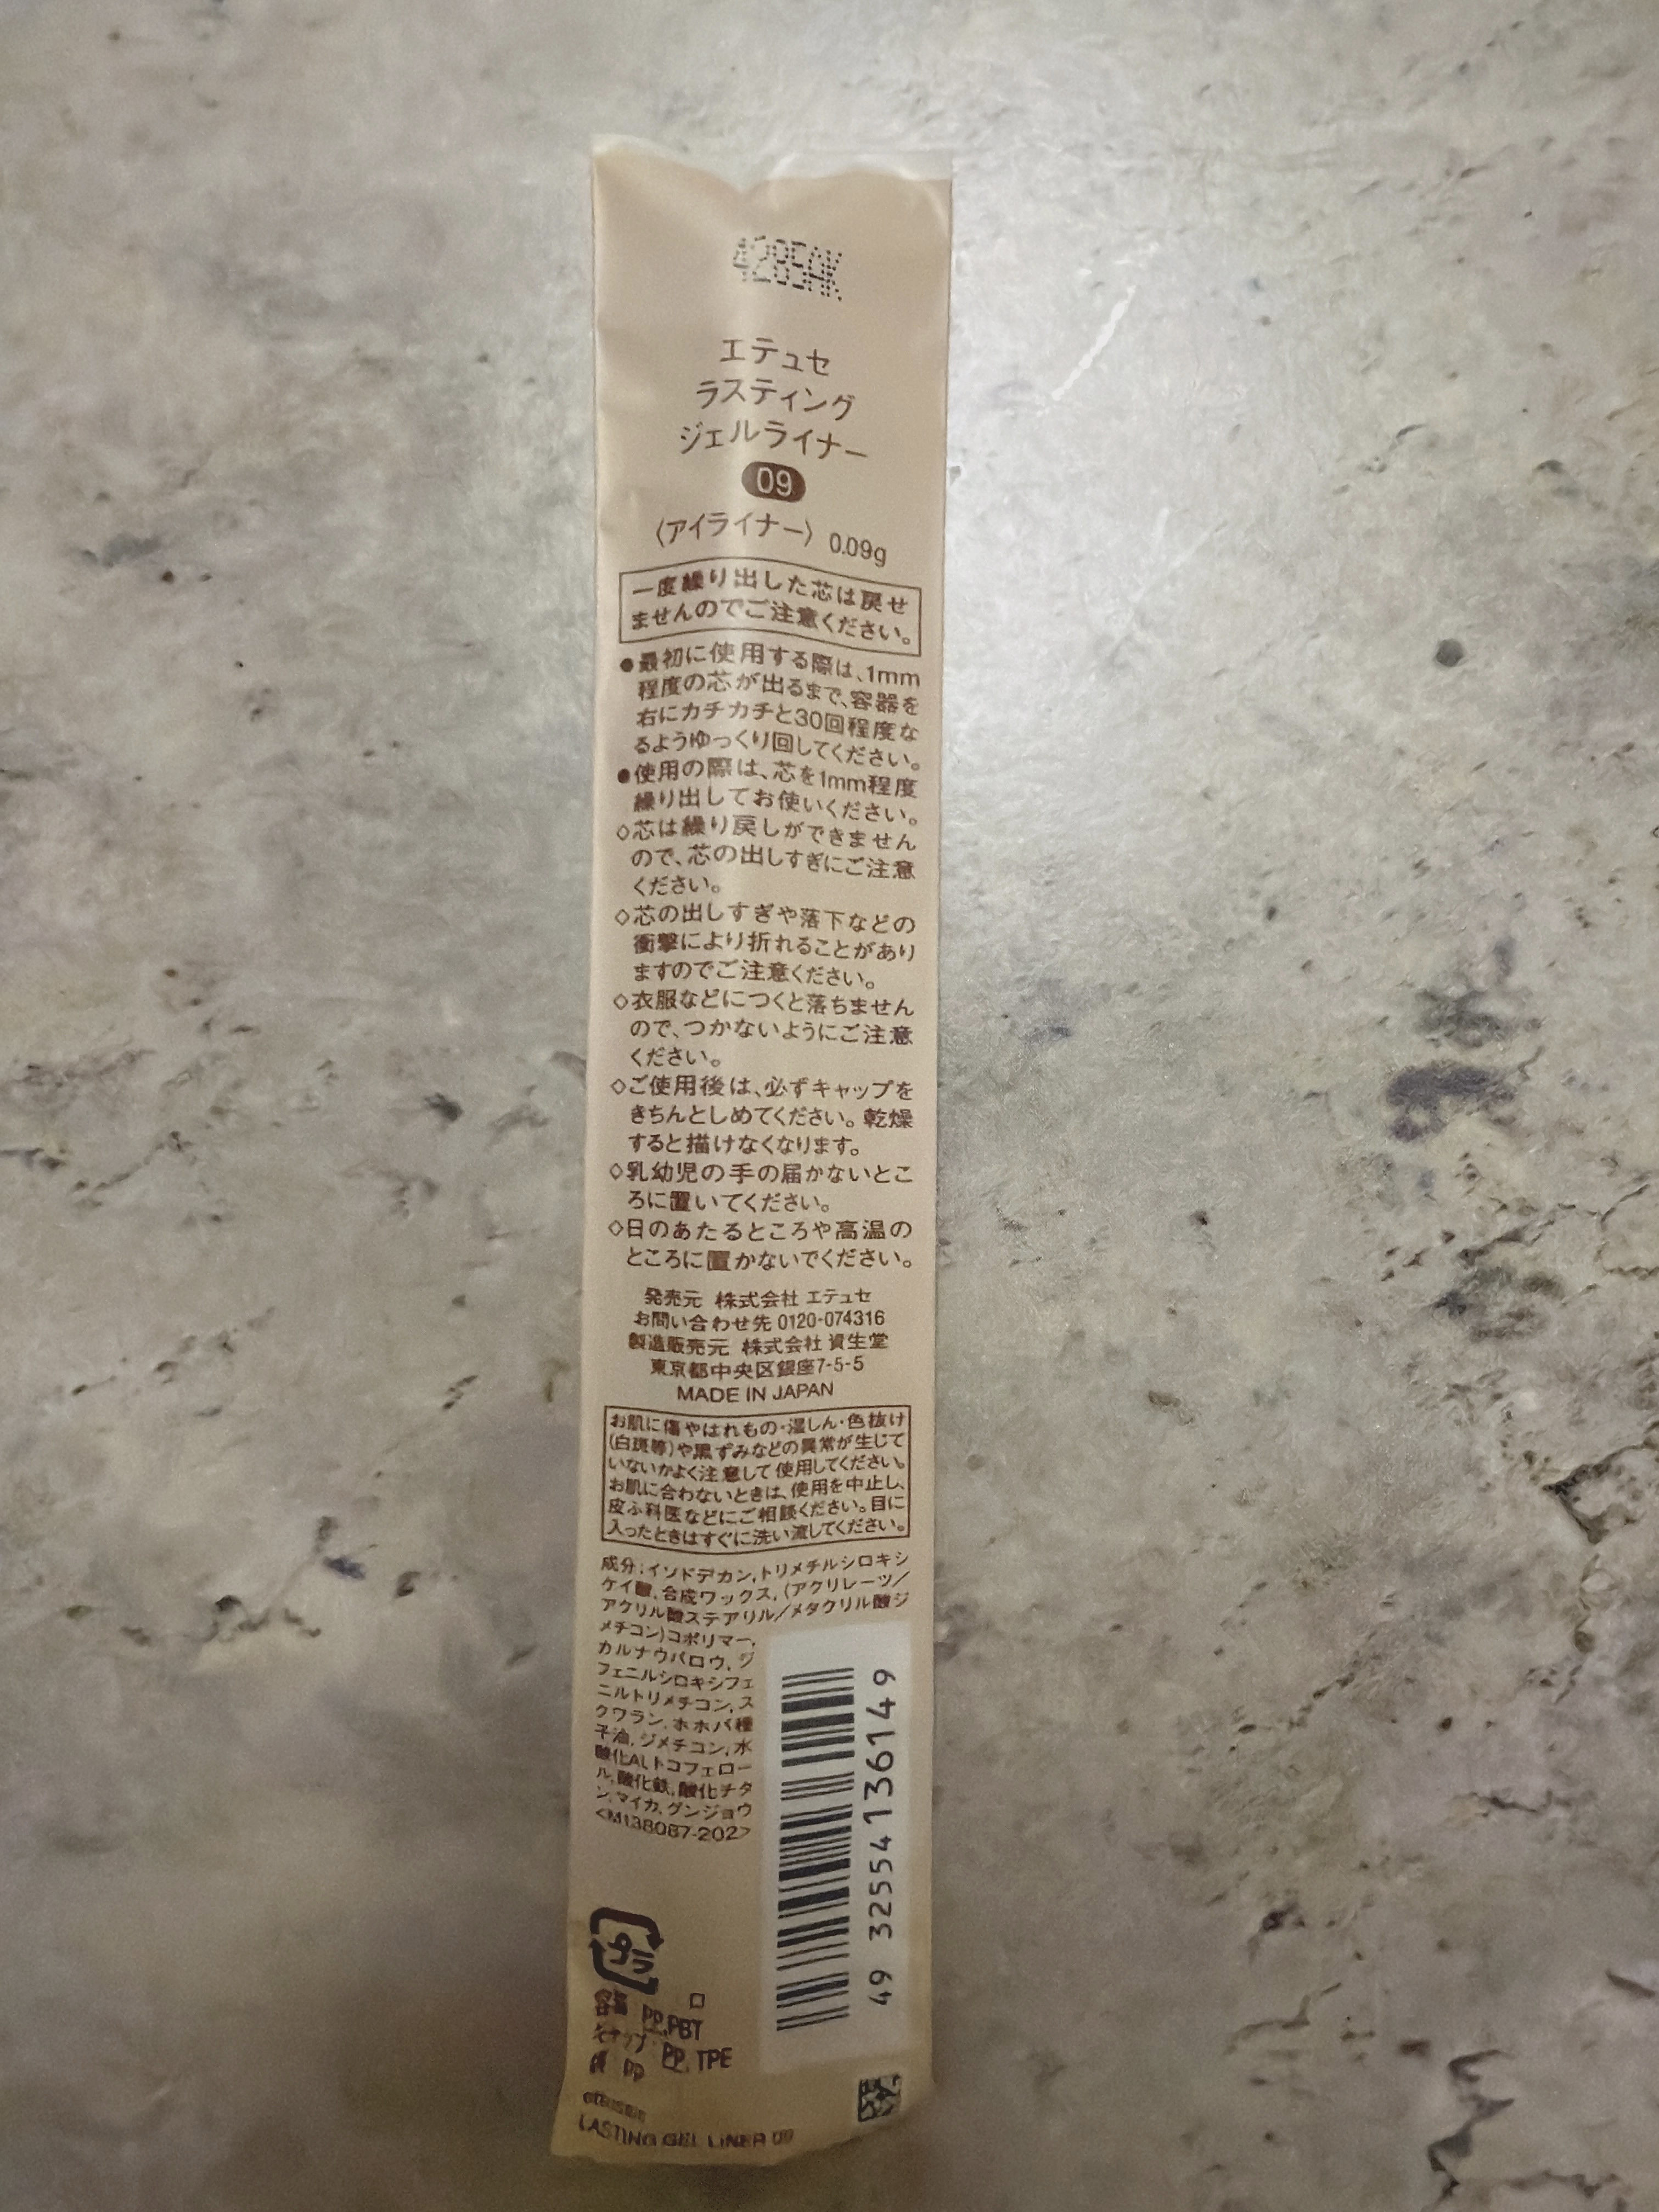 4285AK
エテュセ
ラスティング
ジェルライナー
09
〈アイライナー〉 0.09g
一度繰り出した芯は戻せ
ませんのでご注意ください。
●最初に使用する際は、1mm
程度の芯が出るまで、容器を
右にカチカチと30回程度な
るようゆっくり回してください。
●使用の際は、芯を1mm程度
繰り出してお使いください。
◇芯は繰り戻しができません
ので、芯の出しすぎにご注意
ください。
◇芯の出しすぎや落下などの
衝撃により折れることがあり
ますのでご注意ください。
◇衣服などにつくと落ちません
ので、つかないようにご注意
ください。
◇ご使用後は、必ずキャップを
きちんとしめてください。乾燥
すると描けなくなります。
◇乳幼児の手の届かないとこ
ろに置いてください。
◇日のあたるところや高温の
ところに置かないでください。
発売元 株式会社 エテュセ
お問い合わせ先 0120-074316
製造販売元 株式会社 資生堂
東京都中央区銀座7-5-5
MADE IN JAPAN
お肌に傷やはれもの・湿しん・色抜け
(白斑等)や黒ずみなどの異常が生じて
いないかよく注意して使用してください。
お肌に合わないときは、使用を中止し、
皮ふ科医などにご相談ください。目に
入ったときはすぐに洗い流してください。
成分:イソドデカン,トリメチルシロキシ
ケイ酸,合成ワックス,(アクリレーツ/
アクリル酸ステアリル/メタクリル酸ジ
メチコン)コポリマー,
カルナウバロウ,ジ
フェニルシロキシフェ
ニルトリメチコン,ス
クワラン,ホホバ種
子油,ジメチコン,水
酸化Al,トコフェロー
ル,酸化鉄,酸化チタ
ン,マイカ,グンジョウ
<M138087-202>
49 32554 136149
プラ
容器 PP,PBT
キャップ PP,TPE
袋 PP
ettusais
LASTING GEL LINER 09